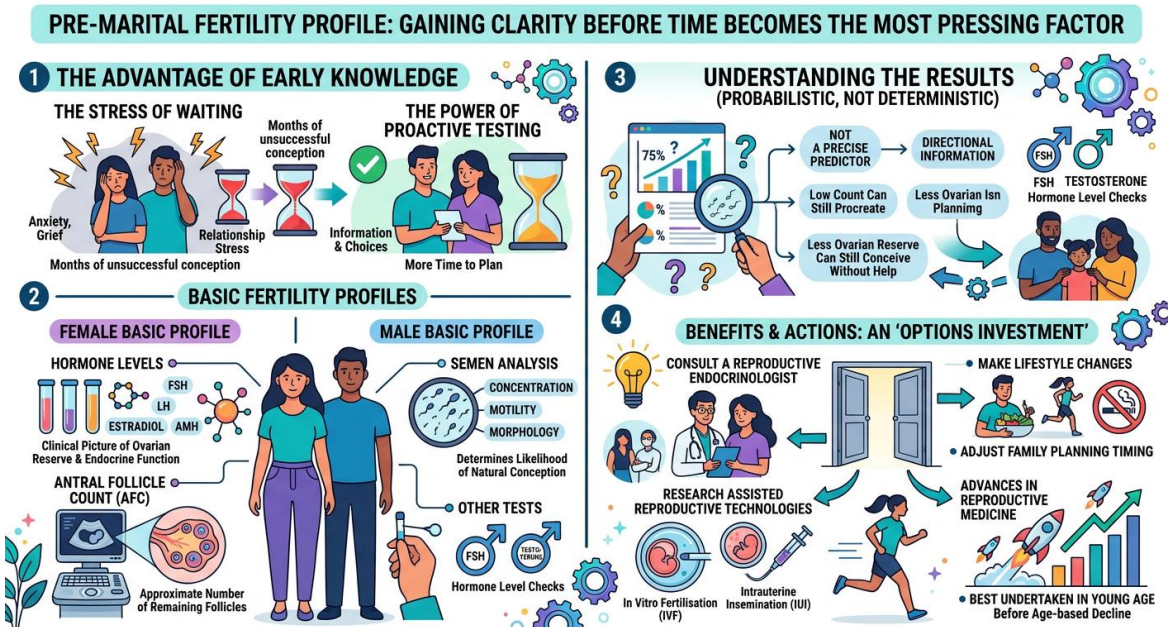 PRE-MARITAL FERTILITY PROFILE: GAINING CLARITY BEFORE TIME BECOMES THE MOST PRESSING FACTOR
1 THE ADVANTAGE OF EARLY KNOWLEDGE
THE STRESS OF WAITING
Anxiety,
Grief
Relationship
Stress
Months of unsuccessful conception
Months of
unsuccessful
conception
THE POWER OF
PROACTIVE TESTING
Information
& Choices
More Time to Plan
2 BASIC FERTILITY PROFILES
FEMALE BASIC PROFILE
HORMONE LEVELS
FSH
LH
ESTRADIOL
AMH
Clinical Picture of Ovarian
Reserve & Endocrine Function
ANTRAL FOLLICLE
COUNT (AFC)
Approximate Number
of Remaining Follicles
MALE BASIC PROFILE
SEMEN ANALYSIS
CONCENTRATION
MOTILITY
MORPHOLOGY
Determines Likelihood
of Natural Conception
OTHER TESTS
FSH
Hormone Level Checks
3 UNDERSTANDING THE RESULTS
(PROBABILISTIC, NOT DETERMINISTIC)
75% ?
%
%
? ? ? ? ?
NOT
A PRECISE
PREDICTOR
DIRECTIONAL
INFORMATION
Low Count Can
Still Procreate
Less Ovarian Isn
Planimg
Less Ovarian Reserve
Can Still Conceive
Without Help
FSH
FSH TESTOSTERONE
Hormone Level Checks
4 BENEFITS & ACTIONS: AN ‘OPTIONS INVESTMENT’
CONSULT A REPRODUCTIVE
ENDOCRINOLOGIST
MAKE LIFESTYLE CHANGES
ADJUST FAMILY PLANNING TIMING
RESEARCH ASSISTED
REPRODUCTIVE TECHNOLOGIES
In Vitro Fertilisation
(IVF)
Intrauterine
Insemination (IUI)
ADVANCES IN
REPRODUCTIVE
MEDICINE
BEST UNDERTAKEN IN YOUNG AGE
Before Age-based Decline